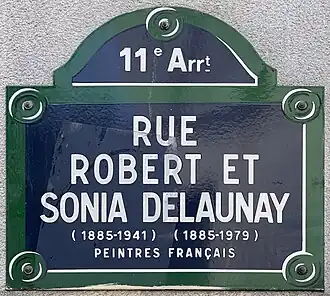 11e Arrt
RUE
ROBERT ET
SONIA DELAUNAY
(1885-1941) (1885-1979)
PEINTRES FRANÇAIS